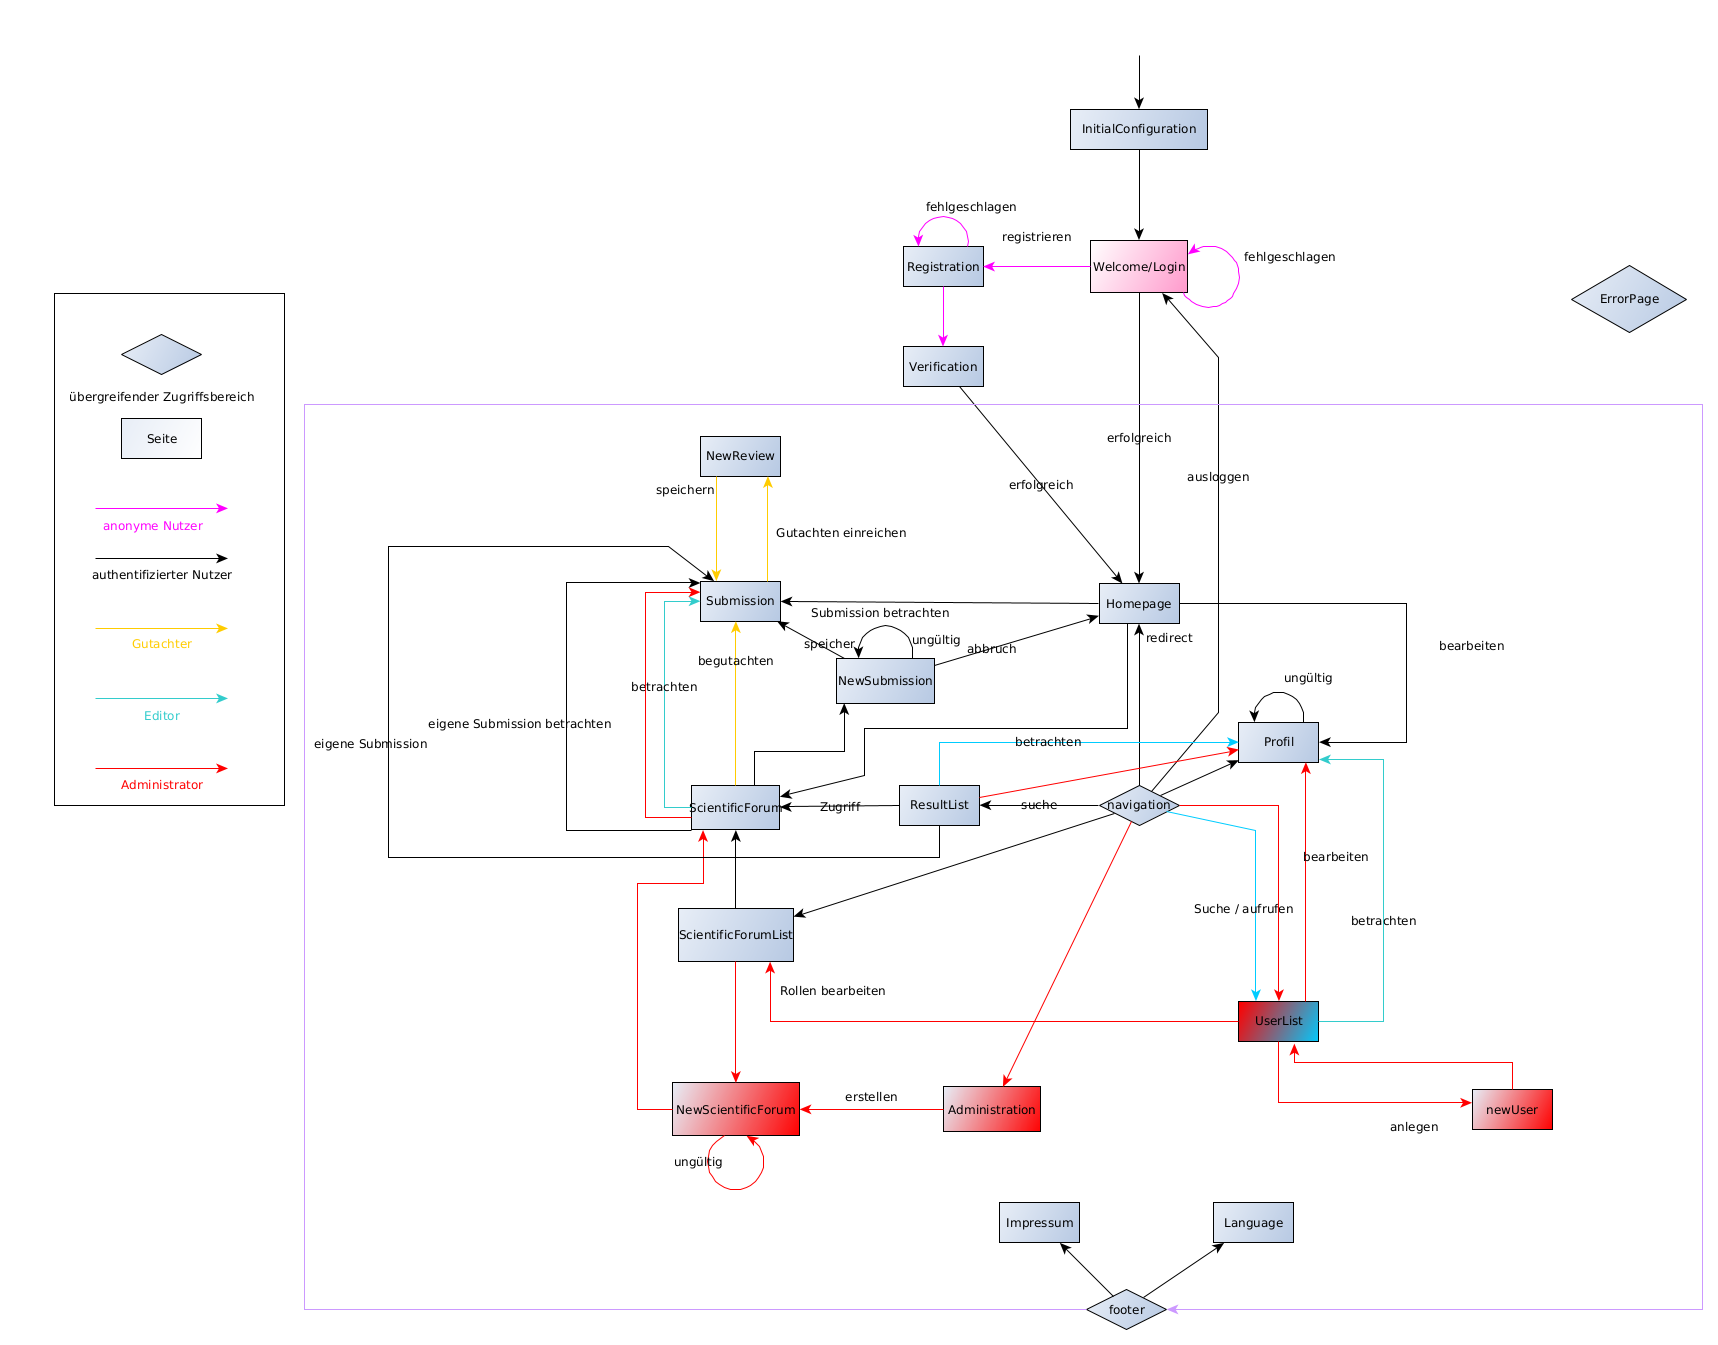 InitialConfiguration
fehlgeschlagen
registrieren
Registration
Welcome/Login
fehlgeschlagen
ErrorPage
übergreifender Zugriffsbereich
Seite
anonyme Nutzer
authentifizierter Nutzer
Gutachter
Editor
Administrator
Verification
erfolgreich
erfolgreich
ausloggen
NewReview
speichern
Gutachten einreichen
Submission
Homepage
Submission betrachten
speicher
ungültig
abbruch
redirect
bearbeiten
begutachten
betrachten
NewSubmission
ungültig
eigene Submission betrachten
eigene Submission
betrachten
Profil
ScientificForum
Zugriff
ResultList
suche
navigation
bearbeiten
Suche / aufrufen
betrachten
ScientificForumList
Rollen bearbeiten
UserList
NewScientificForum
erstellen
Administration
newUser
anlegen
ungültig
Impressum
Language
footer